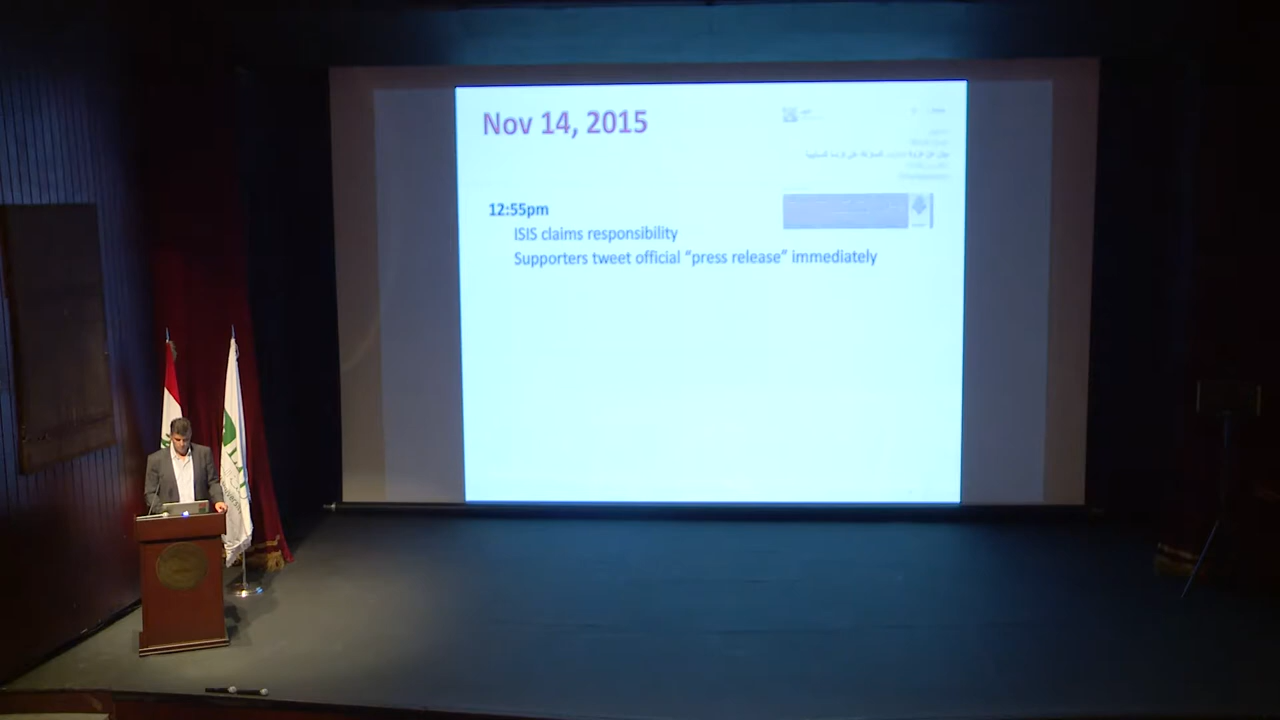 Nov 14, 2015
12:55pm
ISIS claims responsibility
Supporters tweet official “press release” immediately